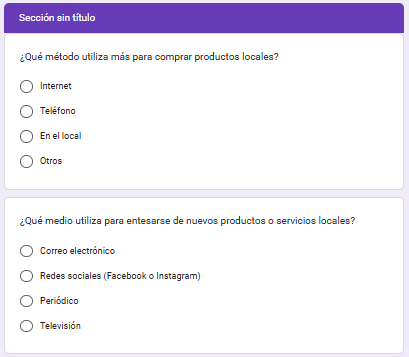 Sección sin título
¿Qué método utiliza más para comprar productos locales?
Internet
Teléfono
En el local
Otros
¿Qué medio utiliza para entesarse de nuevos productos o servicios locales?
Correo electrónico
Redes sociales (Facebook o Instagram)
Periódico
Televisión